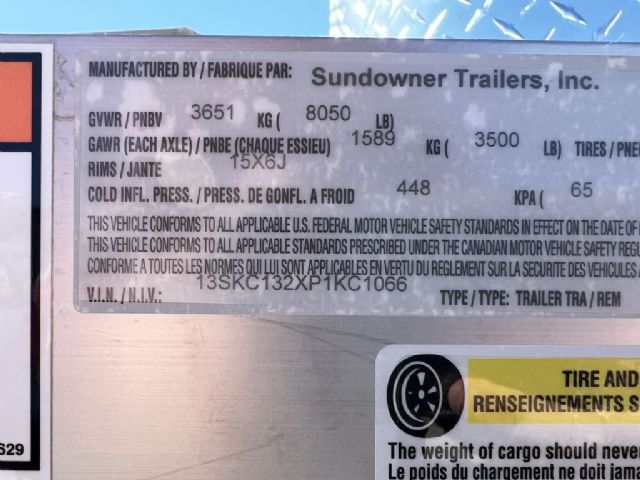 MANUFACTURED BY / FABRIQUE PAR: Sundowner Trailers, Inc.
GVWR / PNBV 3651 KG ( 8050 LB)
GAWR (EACH AXLE) / PNBE (CHAQUE ESSIEU) 1589 KG ( 3500 LB) TIRES / PNEU
RIMS / JANTE 15X6J
COLD INFL. PRESS. / PRESS. DE GONFL. A FROID 448 KPA ( 65
THIS VEHICLE CONFORMS TO ALL APPLICABLE U.S. FEDERAL MOTOR VEHICLE SAFETY STANDARDS IN EFFECT ON THE DATE OF
THIS VEHICLE CONFORMS TO ALL APPLICABLE STANDARDS PRESCRIBED UNDER THE CANADIAN MOTOR VEHICLE SAFETY REGU
CONFORME A TOUTES LES NORMES QUI LUI SONT APPLICABLES EN VERTU DU REGLEMENT SUR LA SECURITE DES VEHICULES
V.I.N. / N.I.V.: 13SKC132XP1KC1066 TYPE / TYPE: TRAILER TRA / REM
629
TIRE AND
RENSEIGNEMENTS S
The weight of cargo should never
Le poids du chargement ne doit jama